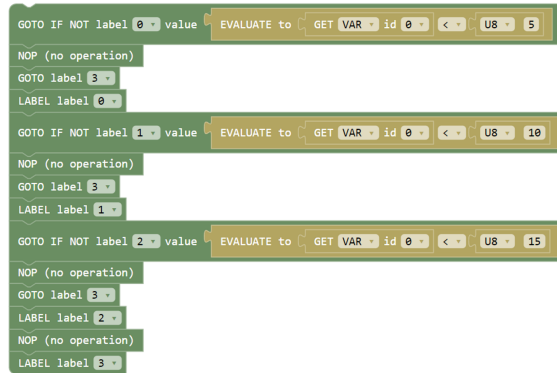 GOTO IF NOT label 0 value EVALUATE to GET VAR id 0 < U8 5
NOP (no operation)
GOTO label 3
LABEL label 0
GOTO IF NOT label 1 value EVALUATE to GET VAR id 0 < U8 10
NOP (no operation)
GOTO label 3
LABEL label 1
GOTO IF NOT label 2 value EVALUATE to GET VAR id 0 < U8 15
NOP (no operation)
GOTO label 3
LABEL label 2
NOP (no operation)
LABEL label 3